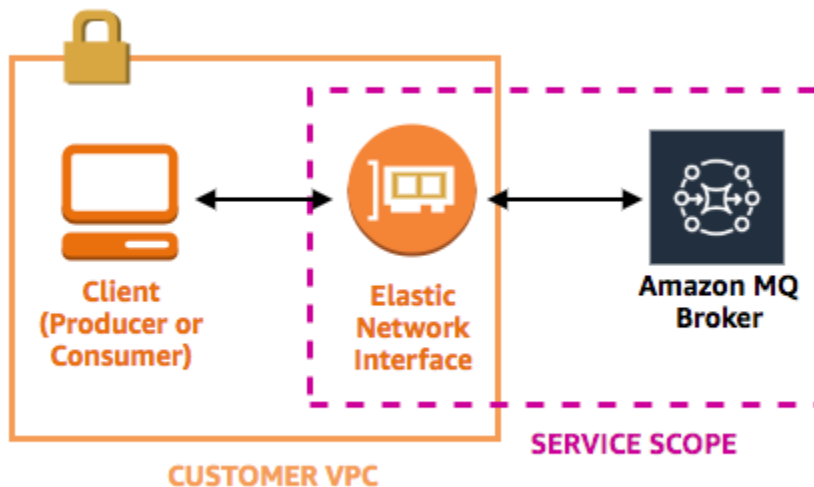 Client
(Producer or
Consumer)
Elastic
Network
Interface
Amazon MQ
Broker
SERVICE SCOPE
CUSTOMER VPC